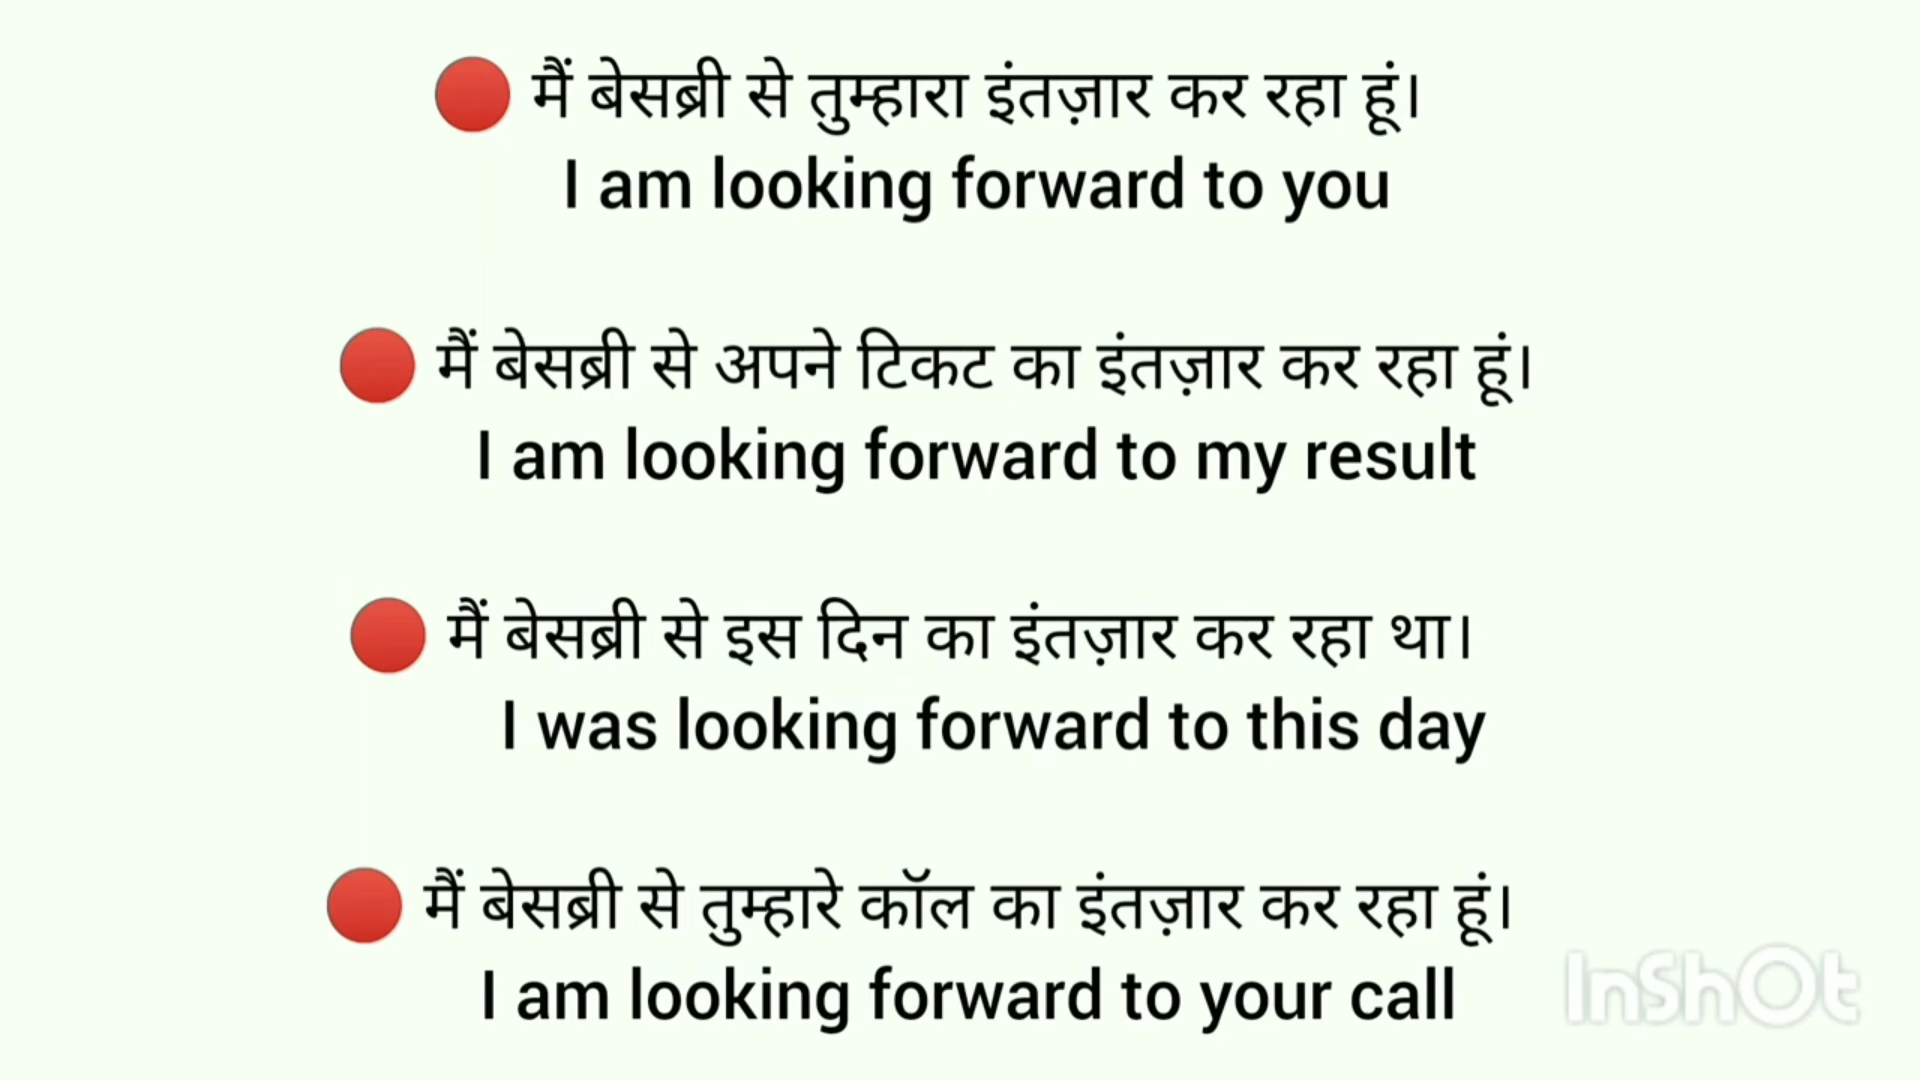 🔴 मैं बेसब्री से तुम्हारा इंतज़ार कर रहा हूं।
I am looking forward to you
🔴 मैं बेसब्री से अपने टिकट का इंतज़ार कर रहा हूं।
I am looking forward to my result
🔴 मैं बेसब्री से इस दिन का इंतज़ार कर रहा था।
I was looking forward to this day
🔴 मैं बेसब्री से तुम्हारे कॉल का इंतज़ार कर रहा हूं।
I am looking forward to your call
InShOt